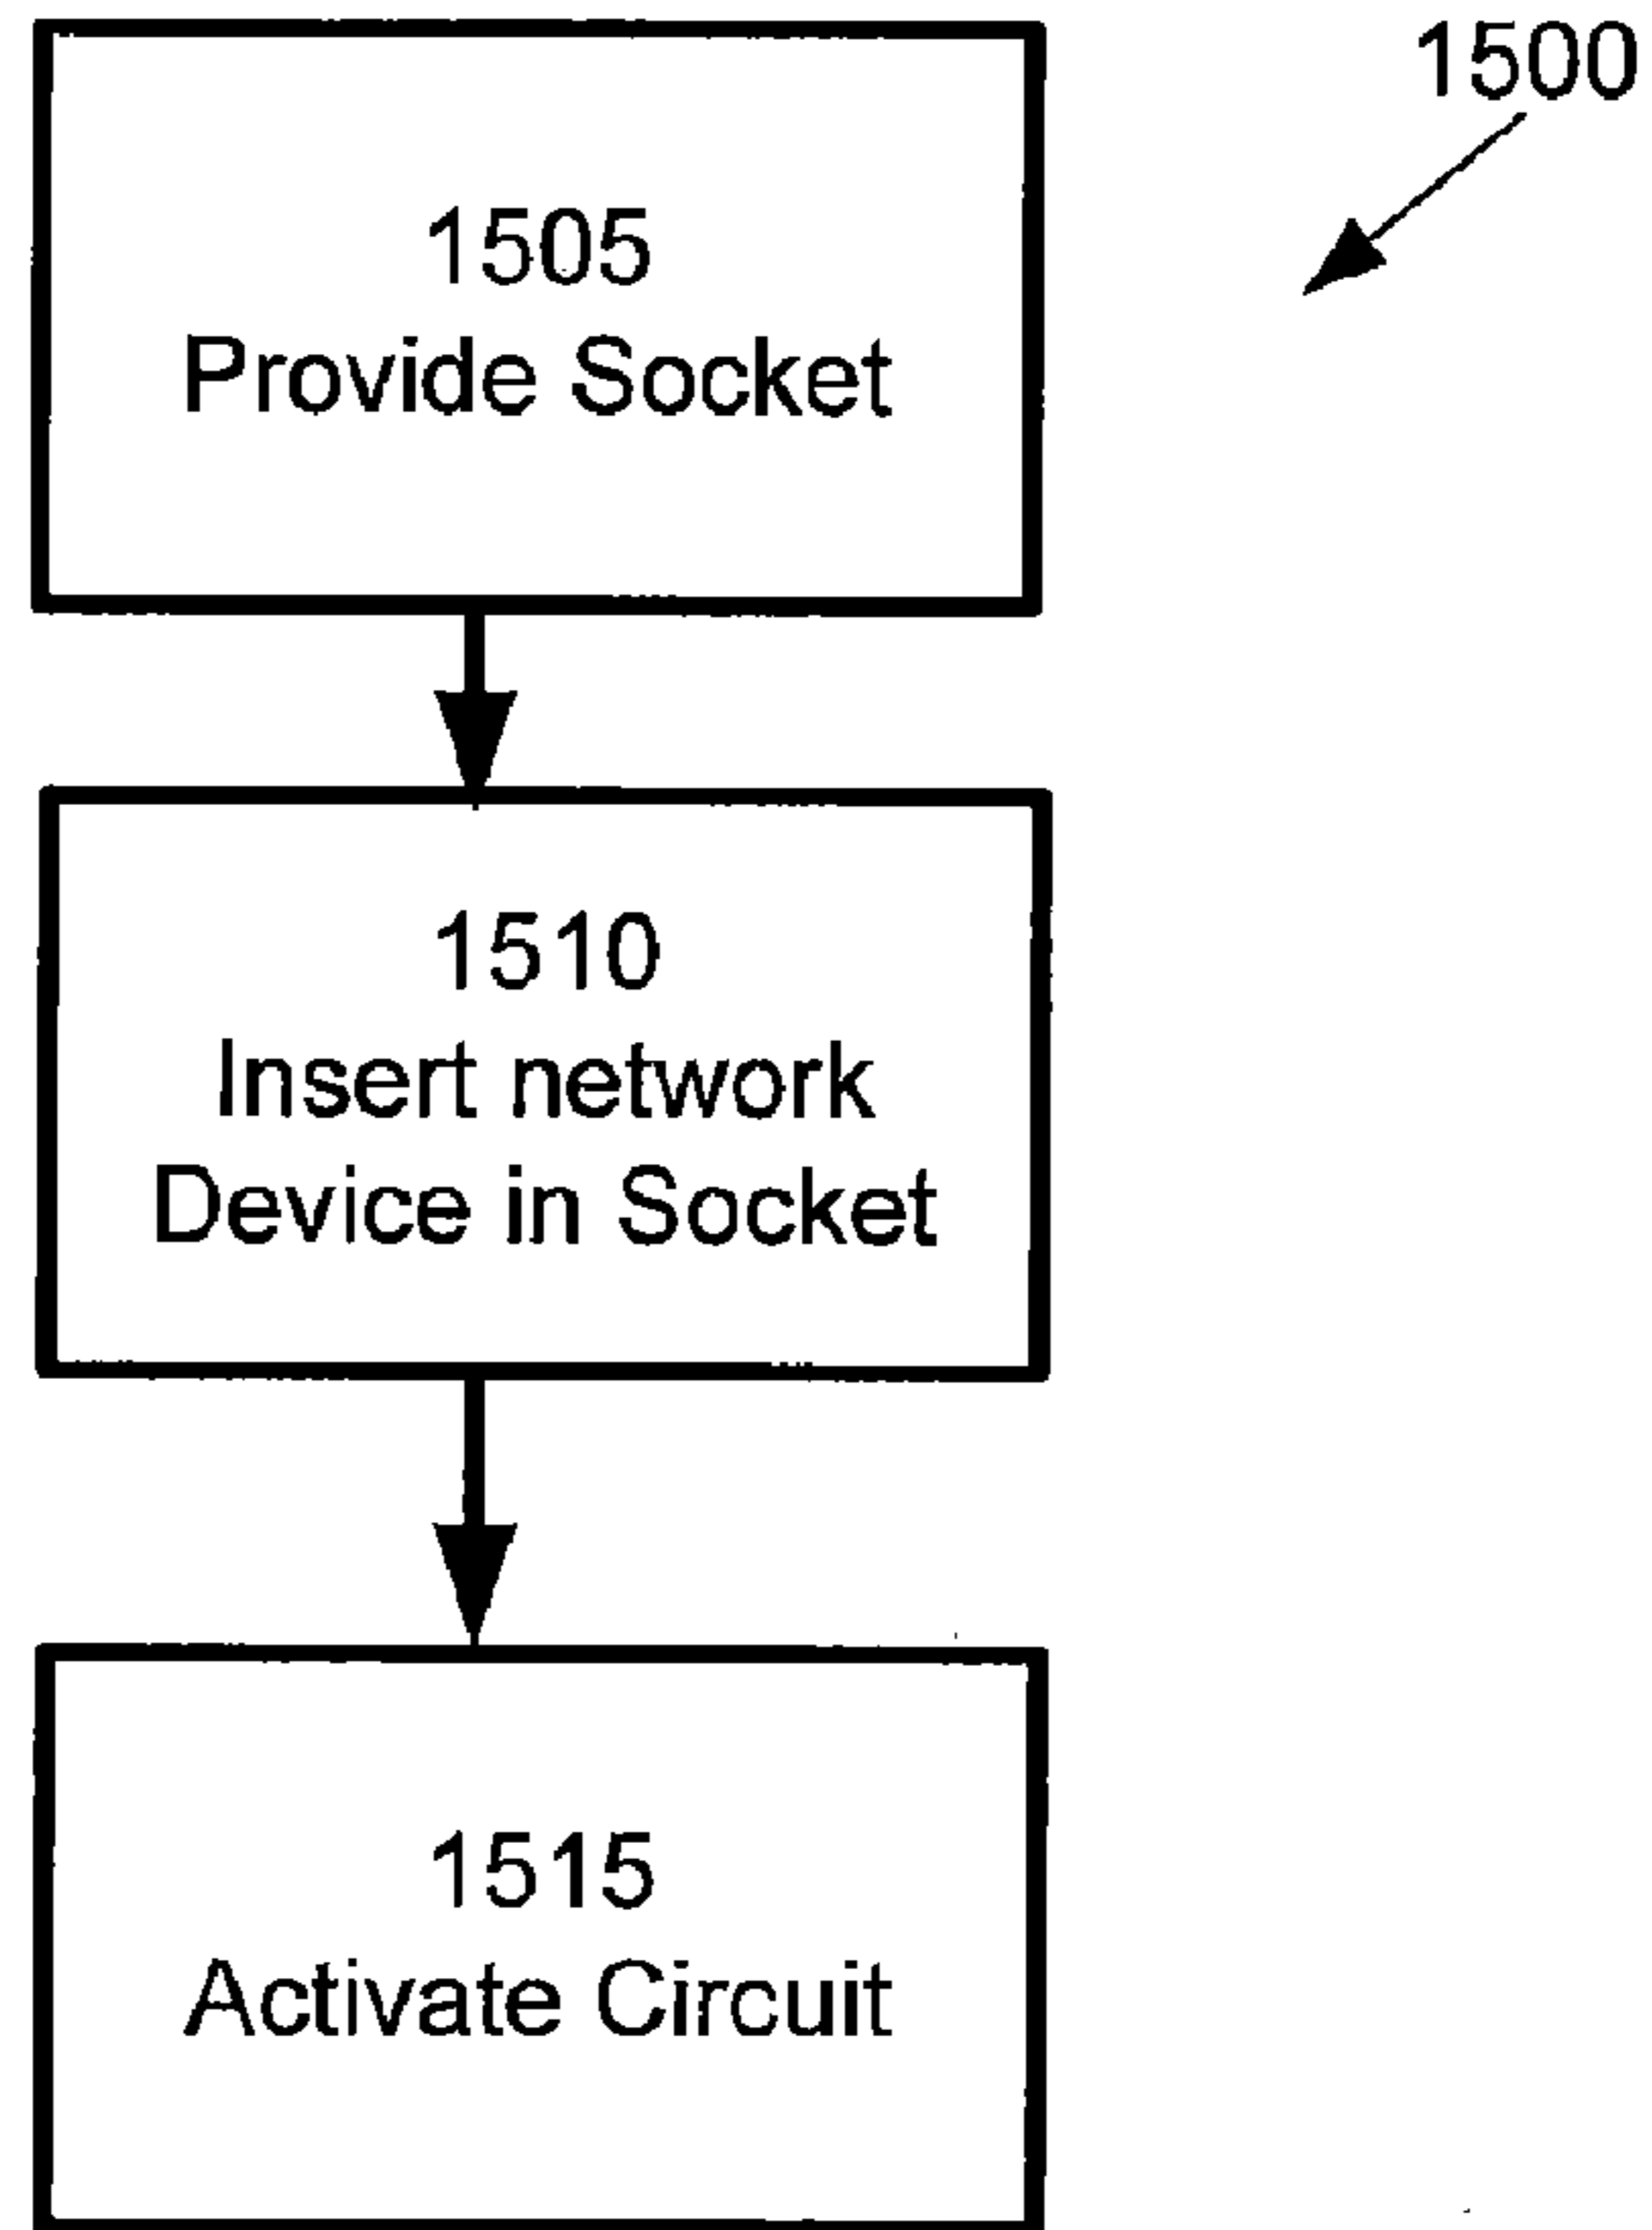 1500
1505
Provide Socket
1510
Insert network
Device in Socket
1515
Activate Circuit